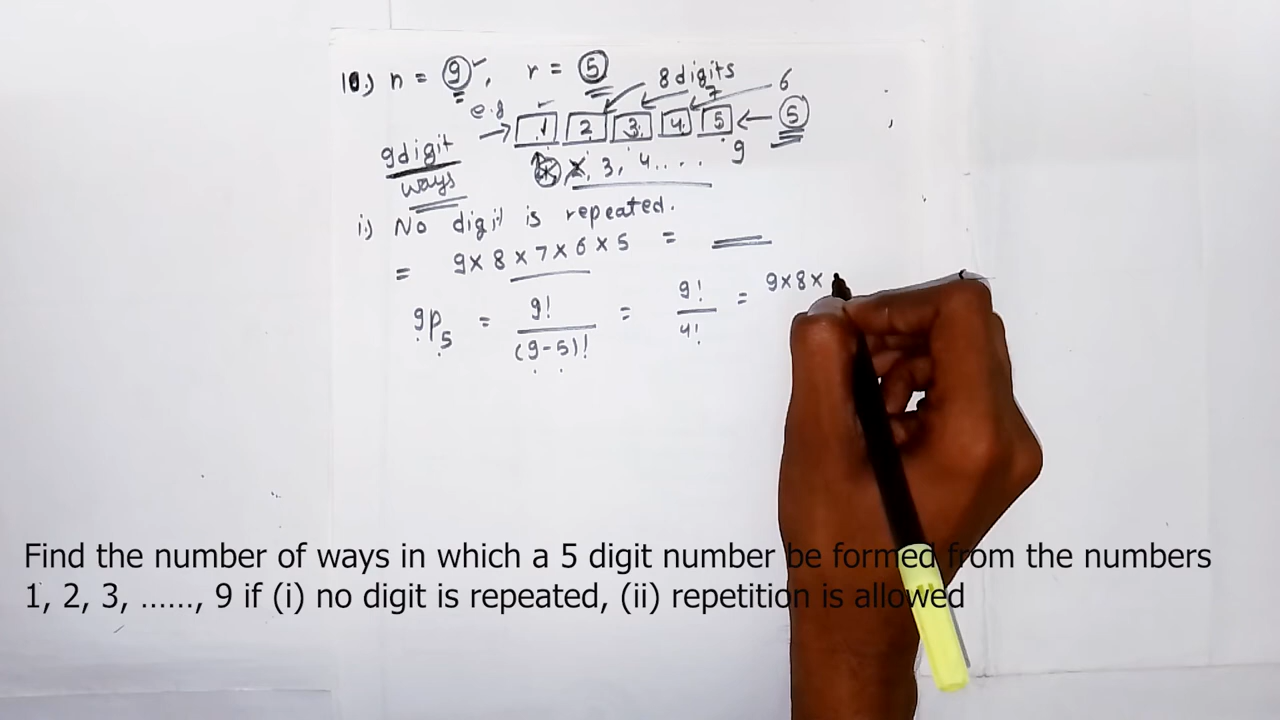 10.) n = 9, r = 5
8 digits
6
e.g
7
1 2 3 4 5
5
9 digit
ways
3, 4....
9
i) No digit is repeated.
= 9 × 8 × 7 × 6 × 5 =
9P5 = 9! / (9-5)! = 9! / 4! = 9×8×
Find the number of ways in which a 5 digit number be formed from the numbers
1, 2, 3, ……, 9 if (i) no digit is repeated, (ii) repetition is allowed